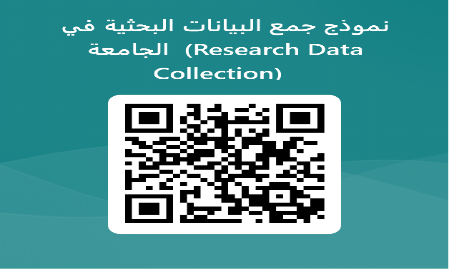 نموذج جمع البيانات البحثية في
الجامعة (Research Data
Collection)